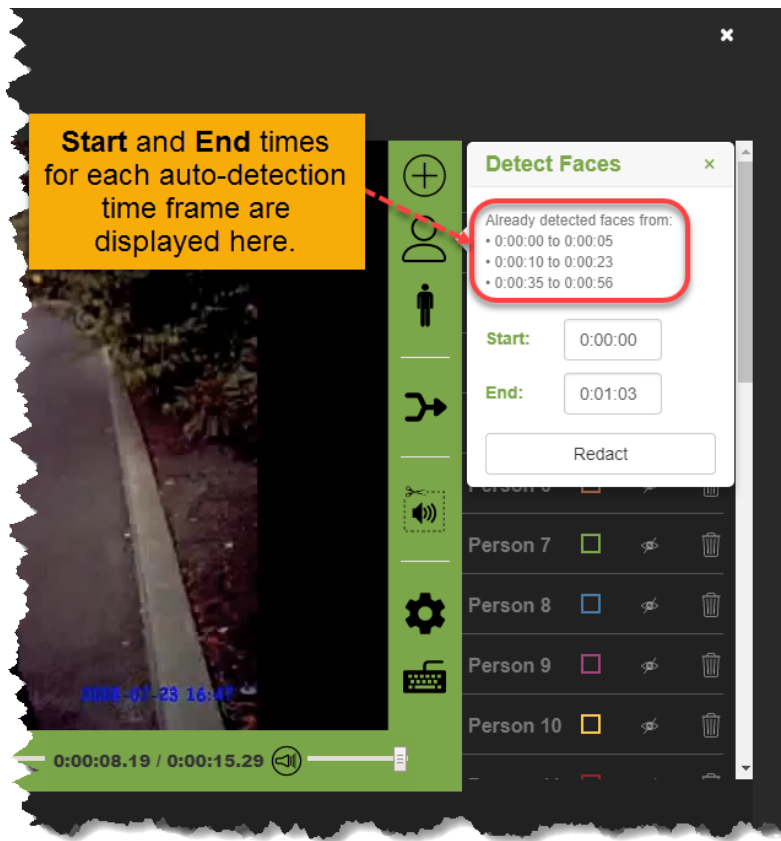 Start and End times
for each auto-detection
time frame are
displayed here.
Detect Faces ×
Already detected faces from:
• 0:00:00 to 0:00:05
• 0:00:10 to 0:00:23
• 0:00:35 to 0:00:56
Start: 0:00:00
End: 0:01:03
Redact
Person 7
Person 8
Person 9
Person 10
16:47
0:00:08.19 / 0:00:15.29